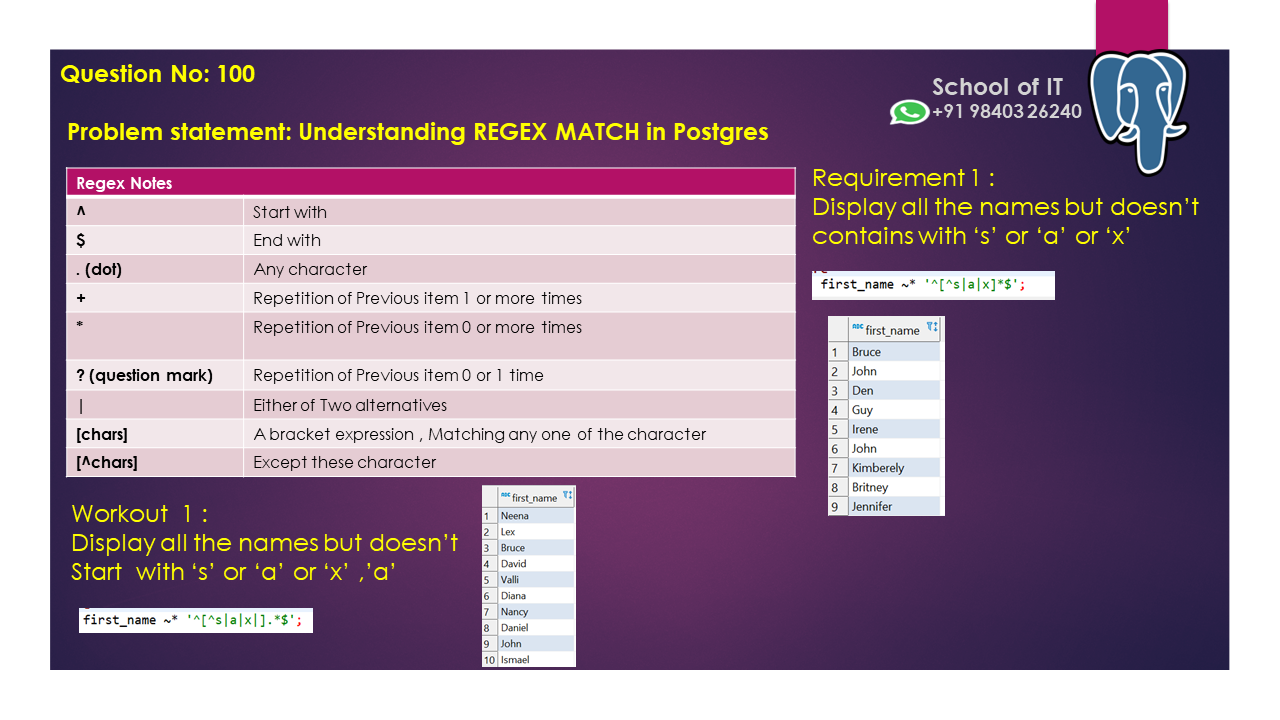 Question No: 100
School of IT
+91 98403 26240
Problem statement: Understanding REGEX MATCH in Postgres
Regex Notes
^ Start with
$ End with
. (dot) Any character
+ Repetition of Previous item 1 or more times
* Repetition of Previous item 0 or more times
? (question mark) Repetition of Previous item 0 or 1 time
| Either of Two alternatives
[chars] A bracket expression , Matching any one of the character
[^chars] Except these character
Requirement 1 :
Display all the names but doesn’t
contains with ‘s’ or ‘a’ or ‘x’
first_name ~* '^[^s|a|x]*$';
ABC first_name
1 Bruce
2 John
3 Den
4 Guy
5 Irene
6 John
7 Kimberely
8 Britney
9 Jennifer
Workout 1 :
Display all the names but doesn’t
Start with ‘s’ or ‘a’ or ‘x’ ,’a’
first_name ~* '^[^s|a|x|].*$';
ABC first_name
1 Neena
2 Lex
3 Bruce
4 David
5 Valli
6 Diana
7 Nancy
8 Daniel
9 John
10 Ismael